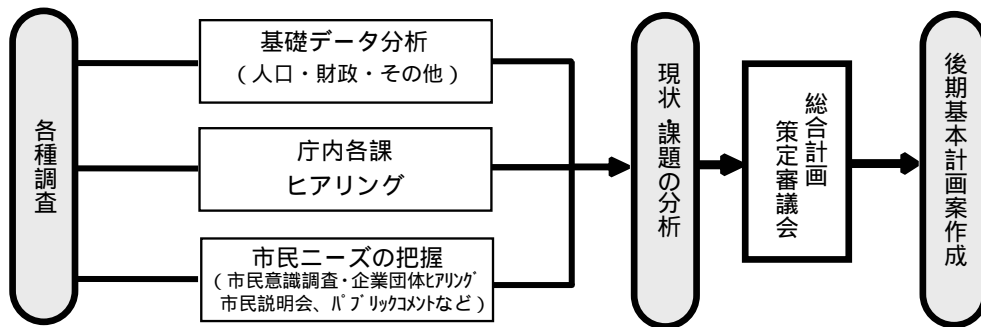 各種調査
基礎データ分析
（人口・財政・その他）
庁内各課
ヒアリング
市民ニーズの把握
（市民意識調査・企業団体ﾋｱﾘﾝｸﾞ
市民説明会、ﾊﾟﾌﾞﾘｯｸｺﾒﾝﾄなど）
現状・課題の分析
総合計画
策定審議会
後期基本計画案作成